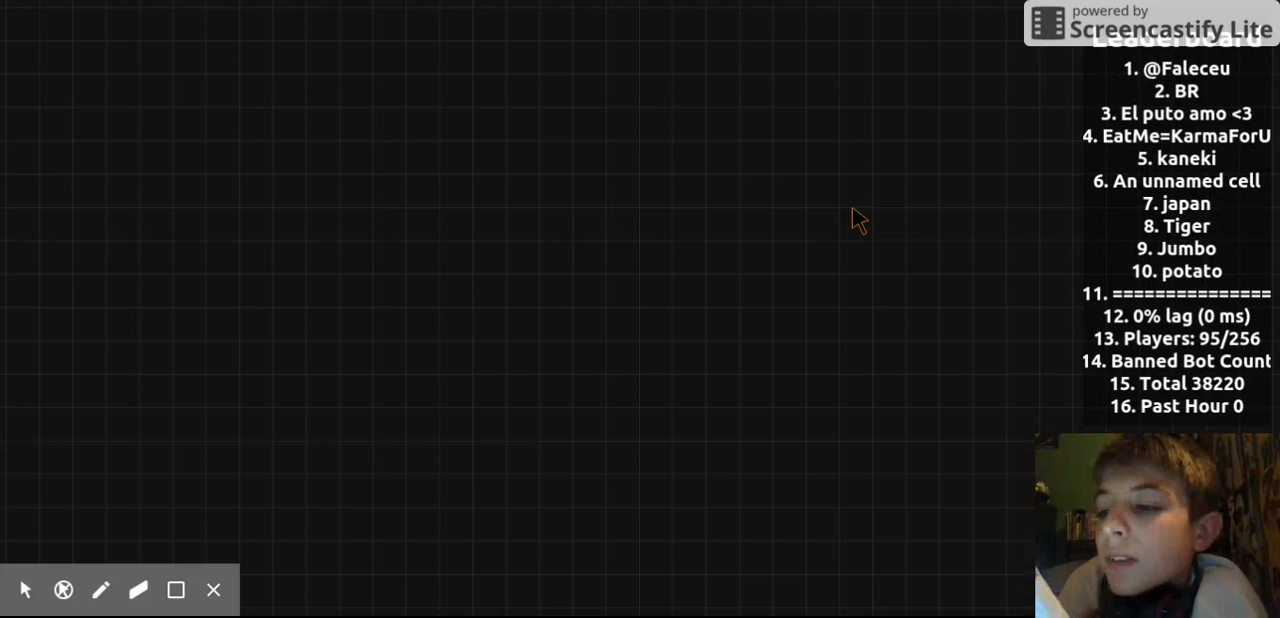 powered by
Screencastify Lite
Leaderboard
1. @Faleceu
2. BR
3. El puto amo <3
4. EatMe=KarmaForU
5. kaneki
6. An unnamed cell
7. japan
8. Tiger
9. Jumbo
10. potato
11. ===============
12. 0% lag (0 ms)
13. Players: 95/256
14. Banned Bot Count
15. Total 38220
16. Past Hour 0